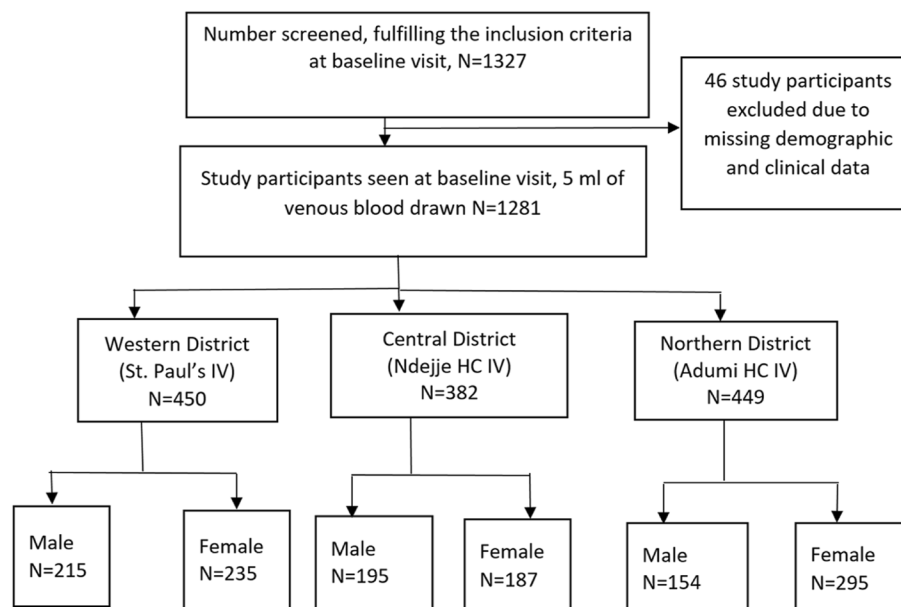 Number screened, fulfilling the inclusion criteria
at baseline visit, N=1327
46 study participants
excluded due to
missing demographic
and clinical data
Study participants seen at baseline visit, 5 ml of
venous blood drawn N=1281
Western District
(St. Paul’s IV)
N=450
Central District
(Ndejje HC IV)
N=382
Northern District
(Adumi HC IV)
N=449
Male
N=215
Female
N=235
Male
N=195
Female
N=187
Male
N=154
Female
N=295